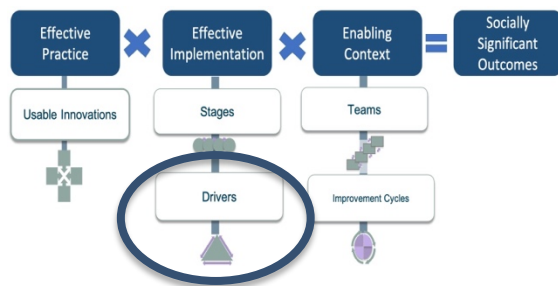 Effective
Practice
Effective
Implementation
Enabling
Context
Socially
Significant
Outcomes
Usable Innovations
Stages
Teams
Drivers
Improvement Cycles